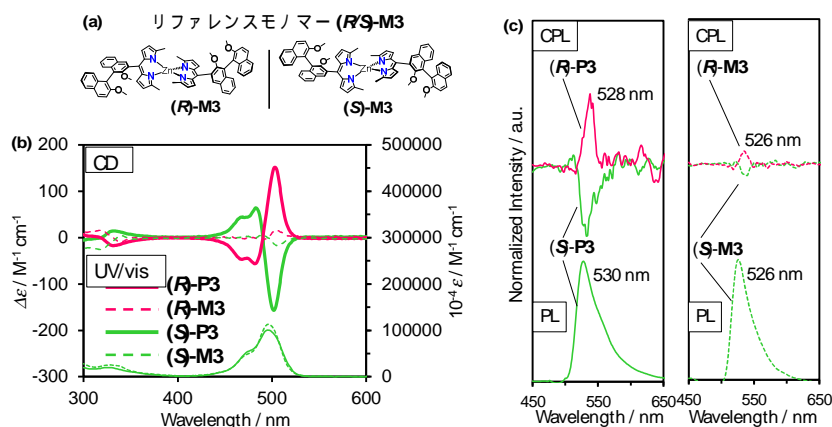 (a) リファレンスモノマー (R/S)-M3
(R)-M3
(S)-M3
(b)
CD
UV/vis
(R)-P3
(R)-M3
(S)-P3
(S)-M3
Δε / M-1 cm-1
200
100
0
-100
-200
-300
10-4 ε / M-1 cm-1
500000
400000
300000
200000
100000
0
300 400 500 600
Wavelength / nm
(c)
Normalized Intensity / a.u.
CPL
(R)-P3
528 nm
(S)-P3
530 nm
PL
450 550 650
Wavelength / nm
CPL
(R)-M3
526 nm
(S)-M3
526 nm
PL
450 550 650
Wavelength / nm